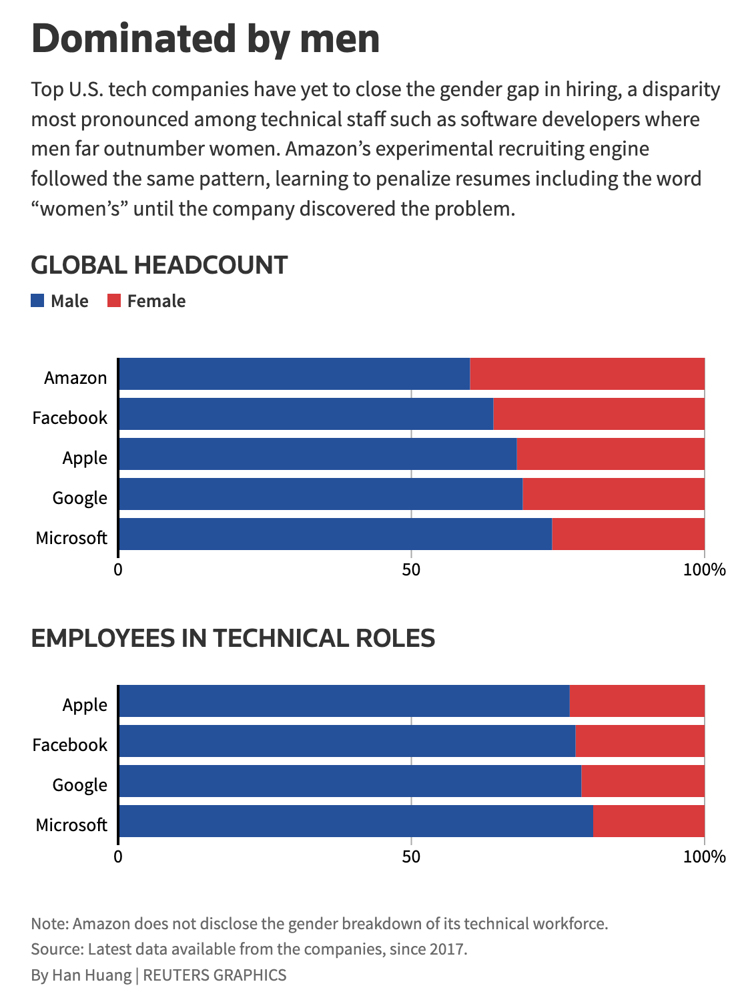 Dominated by men
Top U.S. tech companies have yet to close the gender gap in hiring, a disparity
most pronounced among technical staff such as software developers where
men far outnumber women. Amazon’s experimental recruiting engine
followed the same pattern, learning to penalize resumes including the word
“women’s” until the company discovered the problem.
GLOBAL HEADCOUNT
Male Female
Amazon
Facebook
Apple
Google
Microsoft
0 50 100%
EMPLOYEES IN TECHNICAL ROLES
Apple
Facebook
Google
Microsoft
0 50 100%
Note: Amazon does not disclose the gender breakdown of its technical workforce.
Source: Latest data available from the companies, since 2017.
By Han Huang | REUTERS GRAPHICS